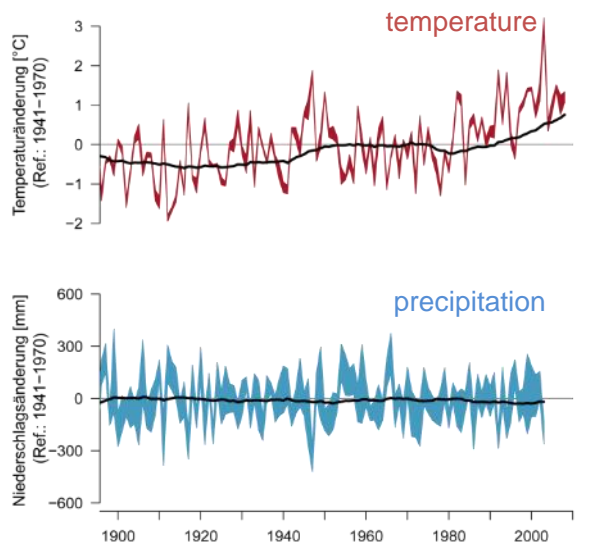 temperature
Temperaturänderung [°C]
(Ref.: 1941−1970)
3
2
1
0
−1
−2
precipitation
Niederschlagsänderung [mm]
(Ref.: 1941−1970)
600
300
0
−300
−600
1900 1920 1940 1960 1980 2000